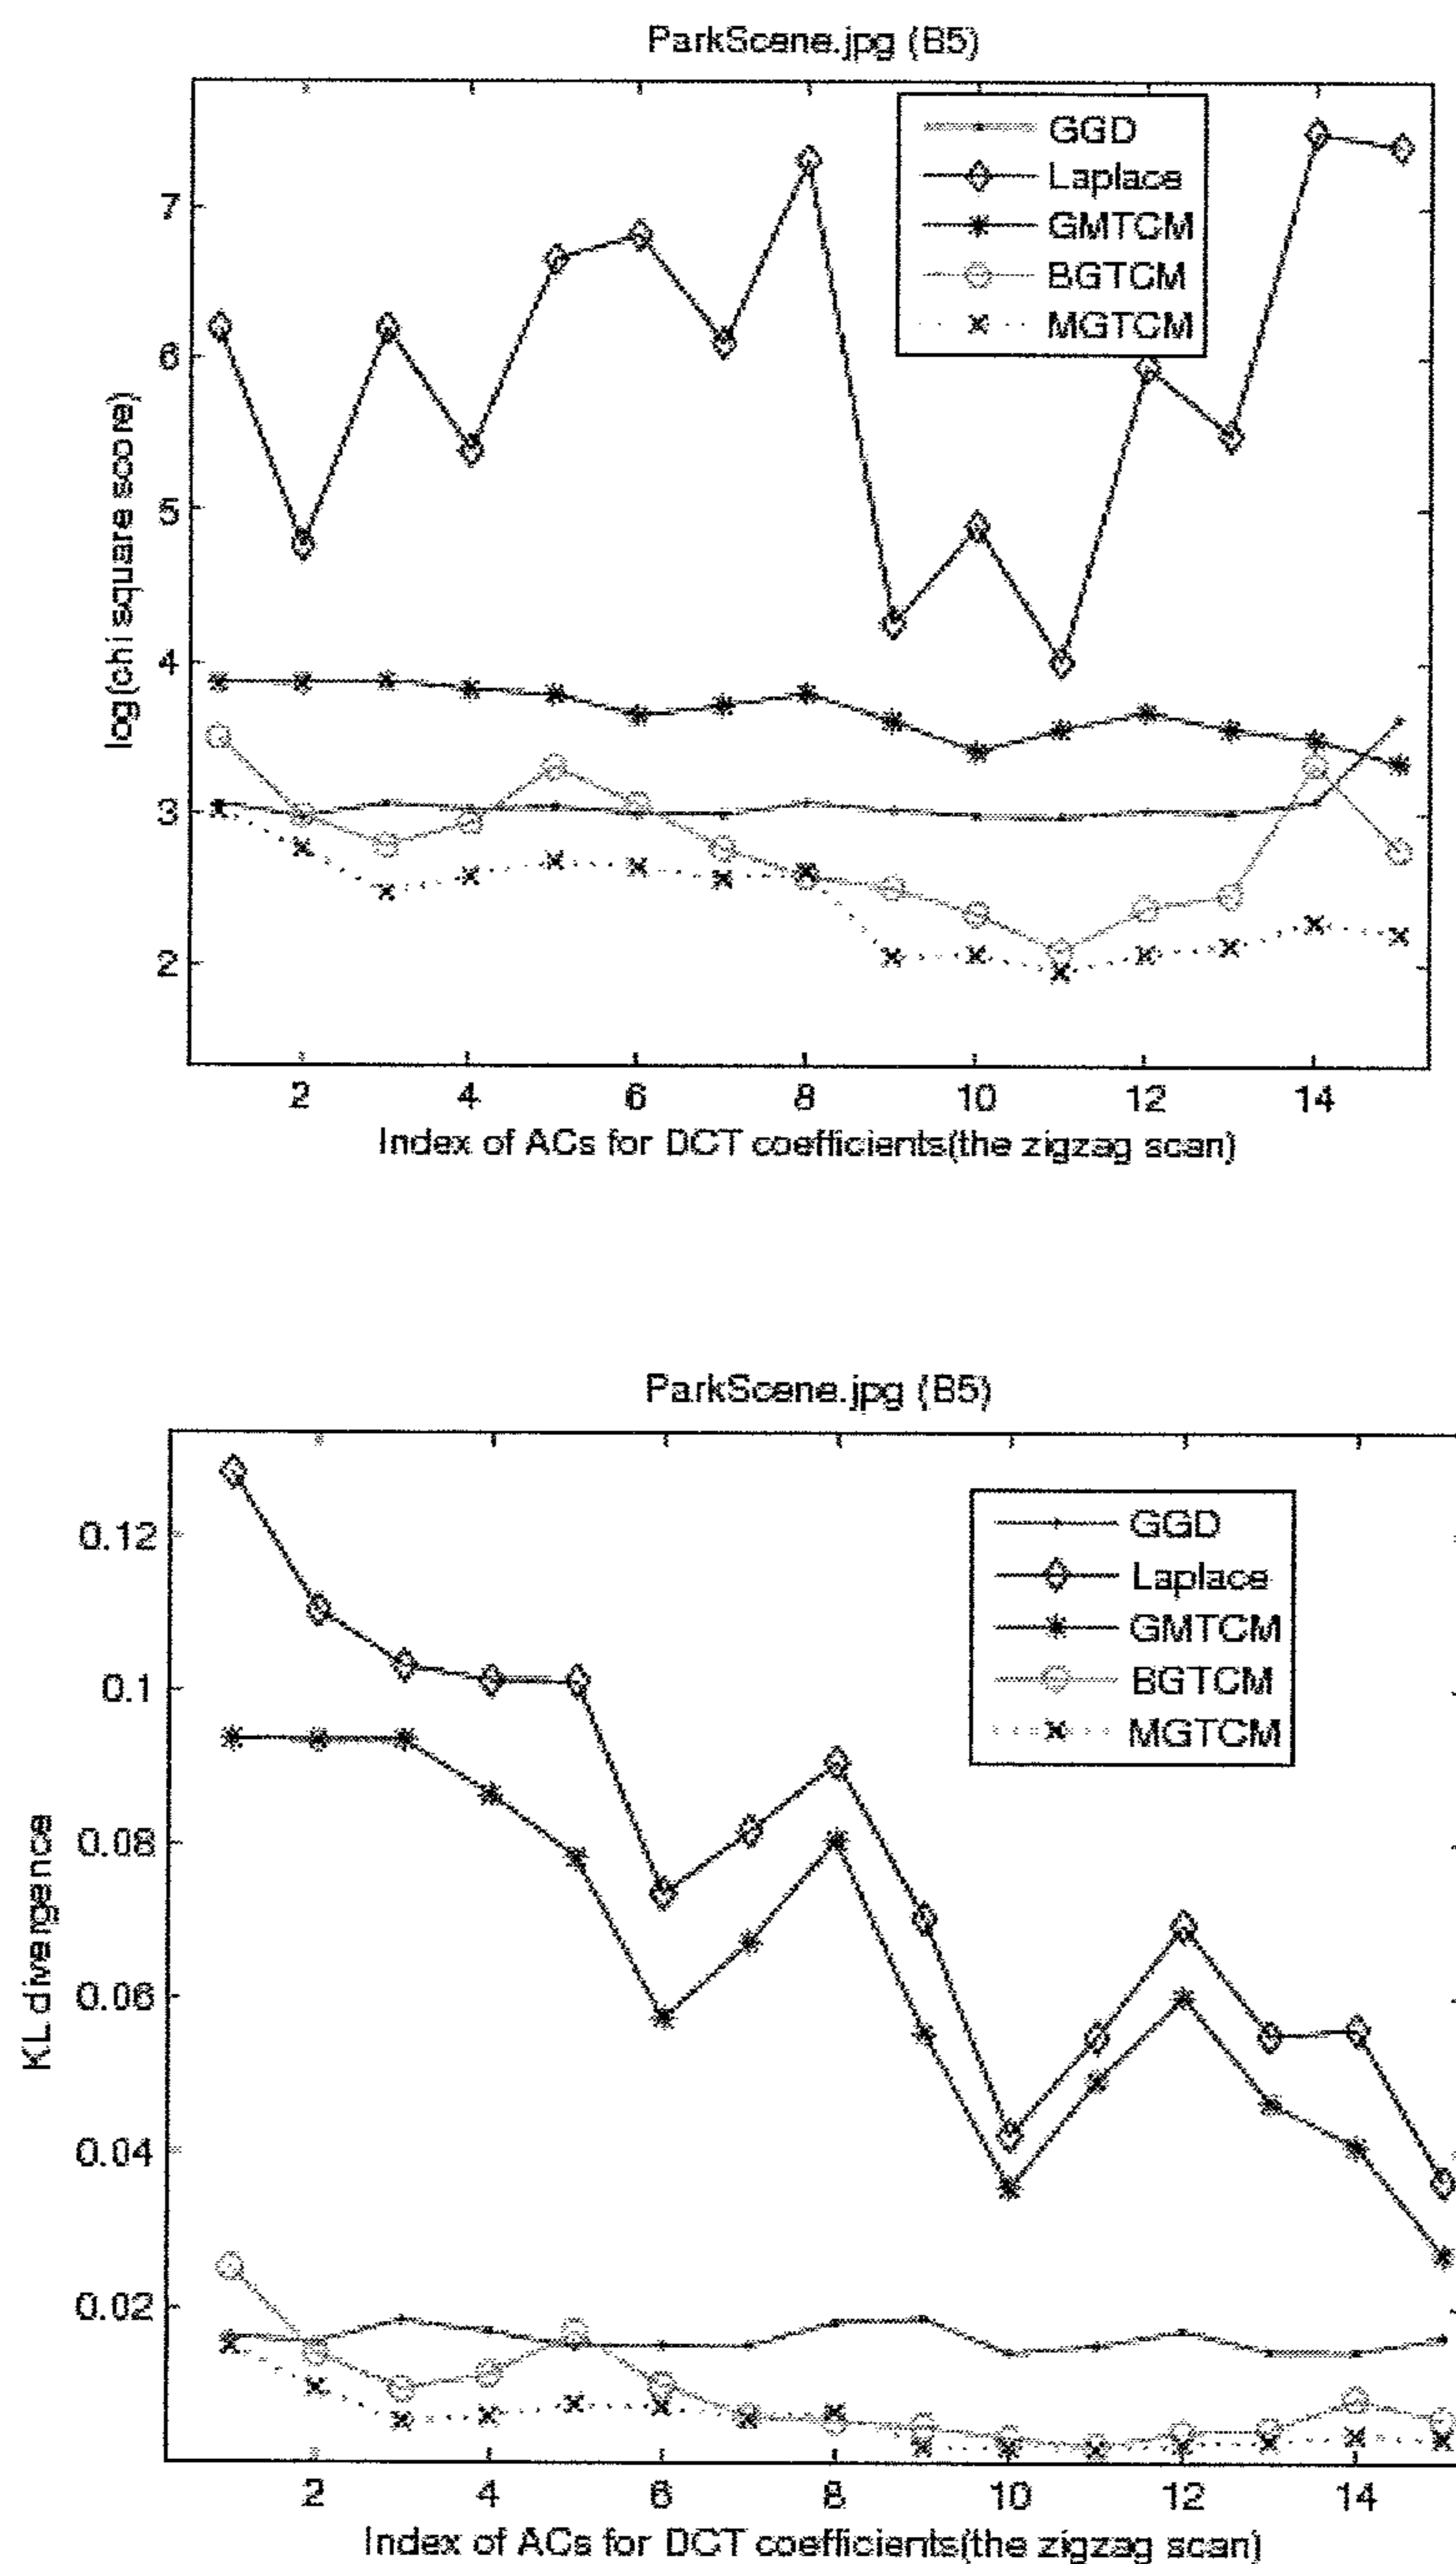 ParkScene.jpg (B5)
GGD
Laplace
GMTCM
BGTCM
MGTCM
7
6
5
4
3
2
log(chi square score)
2 4 6 8 10 12 14
Index of ACs for DCT coefficients(the zigzag scan)
ParkScene.jpg (B5)
GGD
Laplace
GMTCM
BGTCM
MGTCM
0.12
0.1
0.08
0.06
0.04
0.02
KL divergence
2 4 6 8 10 12 14
Index of ACs for DCT coefficients(the zigzag scan)